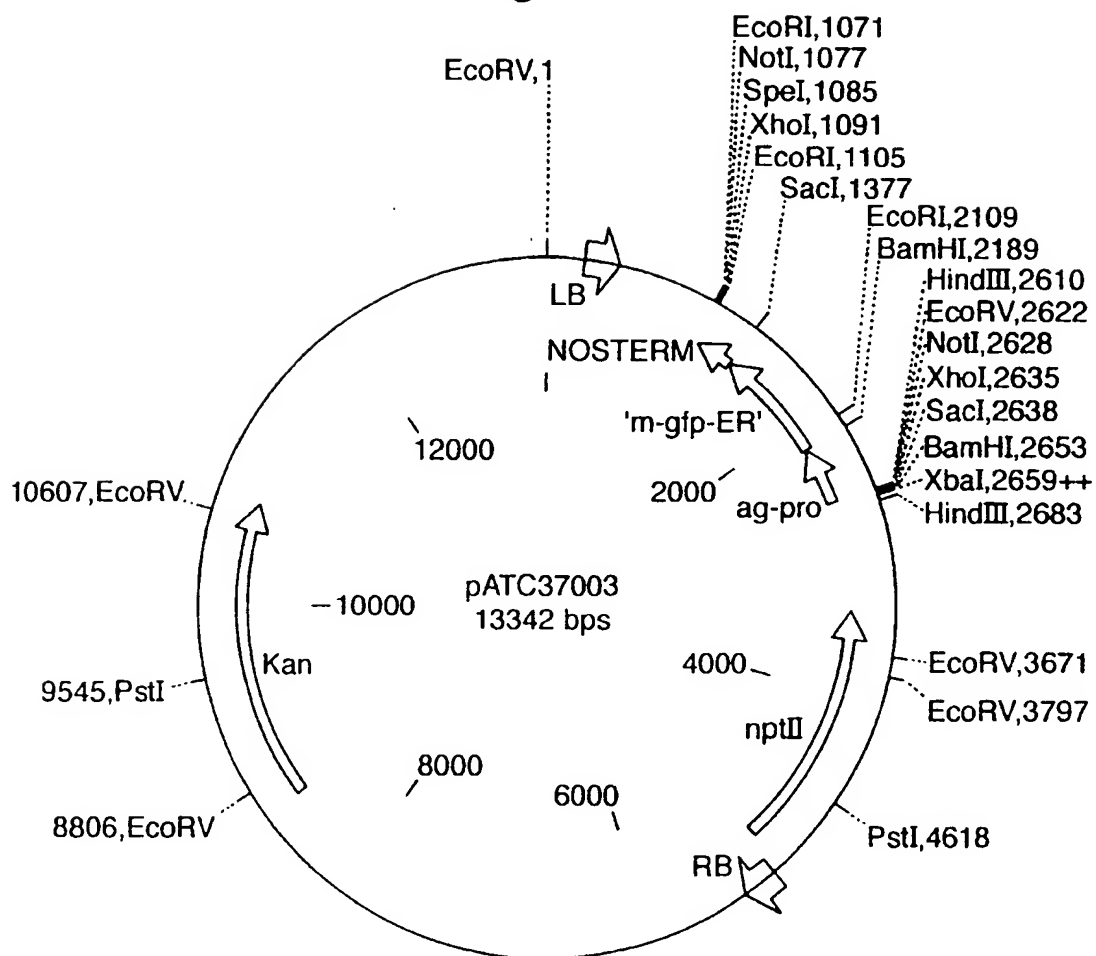 g
EcoRV,1
EcoRI,1071
NotI,1077
SpeI,1085
XhoI,1091
EcoRI,1105
SacI,1377
EcoRI,2109
BamHI,2189
HindIII,2610
EcoRV,2622
NotI,2628
XhoI,2635
SacI,2638
BamHI,2653
XbaI,2659++
HindIII,2683
LB
NOSTERM
'm-gfp-ER'
ag-pro
12000
2000
10607,EcoRV
pATC37003
13342 bps
10000
Kan
4000
EcoRV,3671
EcoRV,3797
9545,PstI
nptII
8000
6000
8806,EcoRV
PstI,4618
RB